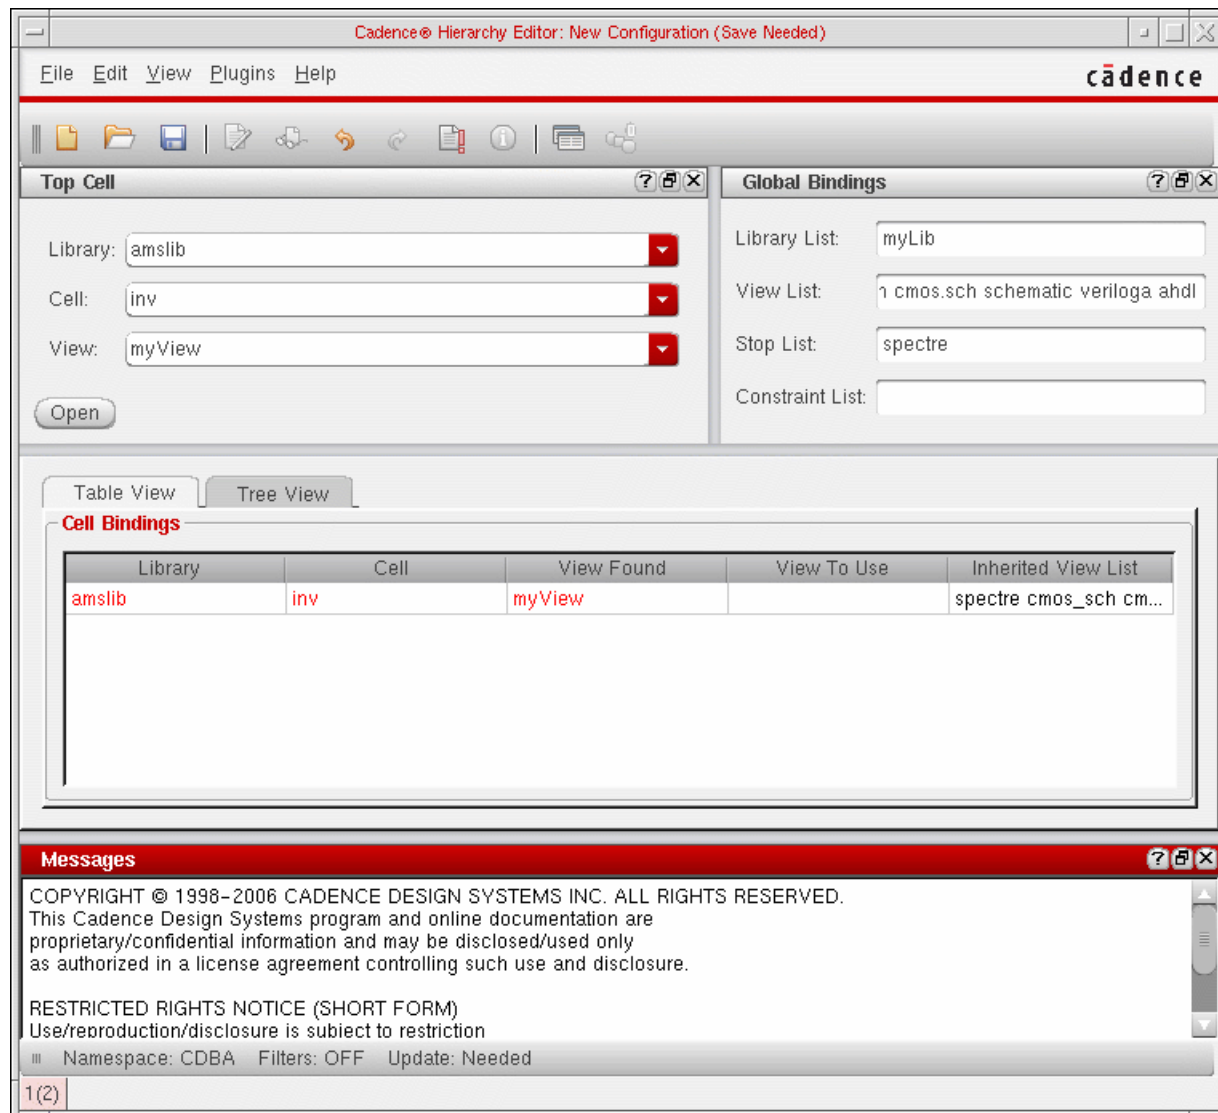 Cadence® Hierarchy Editor: New Configuration (Save Needed)
File Edit View Plugins Help
cādence
Top Cell
Library: amslib
Cell: inv
View: myView
Open
Global Bindings
Library List: myLib
View List: cmos.sch schematic veriloga ahdl
Stop List: spectre
Constraint List:
Table View Tree View
Cell Bindings
Library Cell View Found View To Use Inherited View List
amslib inv myView spectre cmos_sch cm...
Messages
COPYRIGHT © 1998-2006 CADENCE DESIGN SYSTEMS INC. ALL RIGHTS RESERVED.
This Cadence Design Systems program and online documentation are
proprietary/confidential information and may be disclosed/used only
as authorized in a license agreement controlling such use and disclosure.
RESTRICTED RIGHTS NOTICE (SHORT FORM)
Use/reproduction/disclosure is subject to restriction
Namespace: CDBA Filters: OFF Update: Needed
1(2)